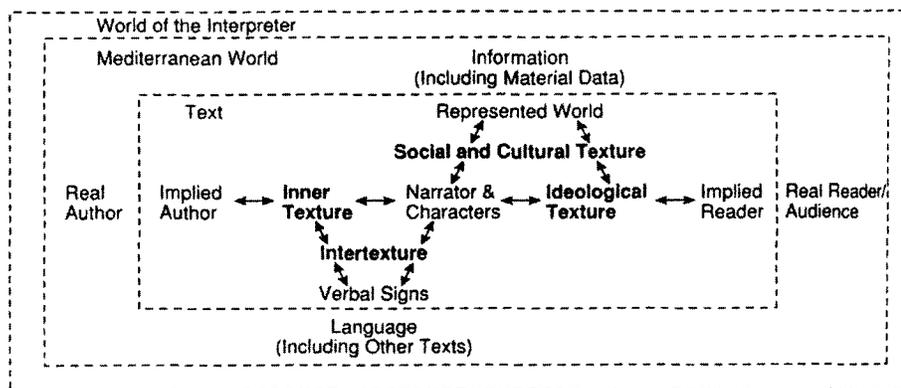 World of the Interpreter
Mediterranean World
Information
(Including Material Data)
Text
Represented World
Social and Cultural Texture
Real
Author
Implied
Author
Inner
Texture
Narrator &
Characters
Ideological
Texture
Implied
Reader
Real Reader/
Audience
Intertexture
Verbal Signs
Language
(Including Other Texts)